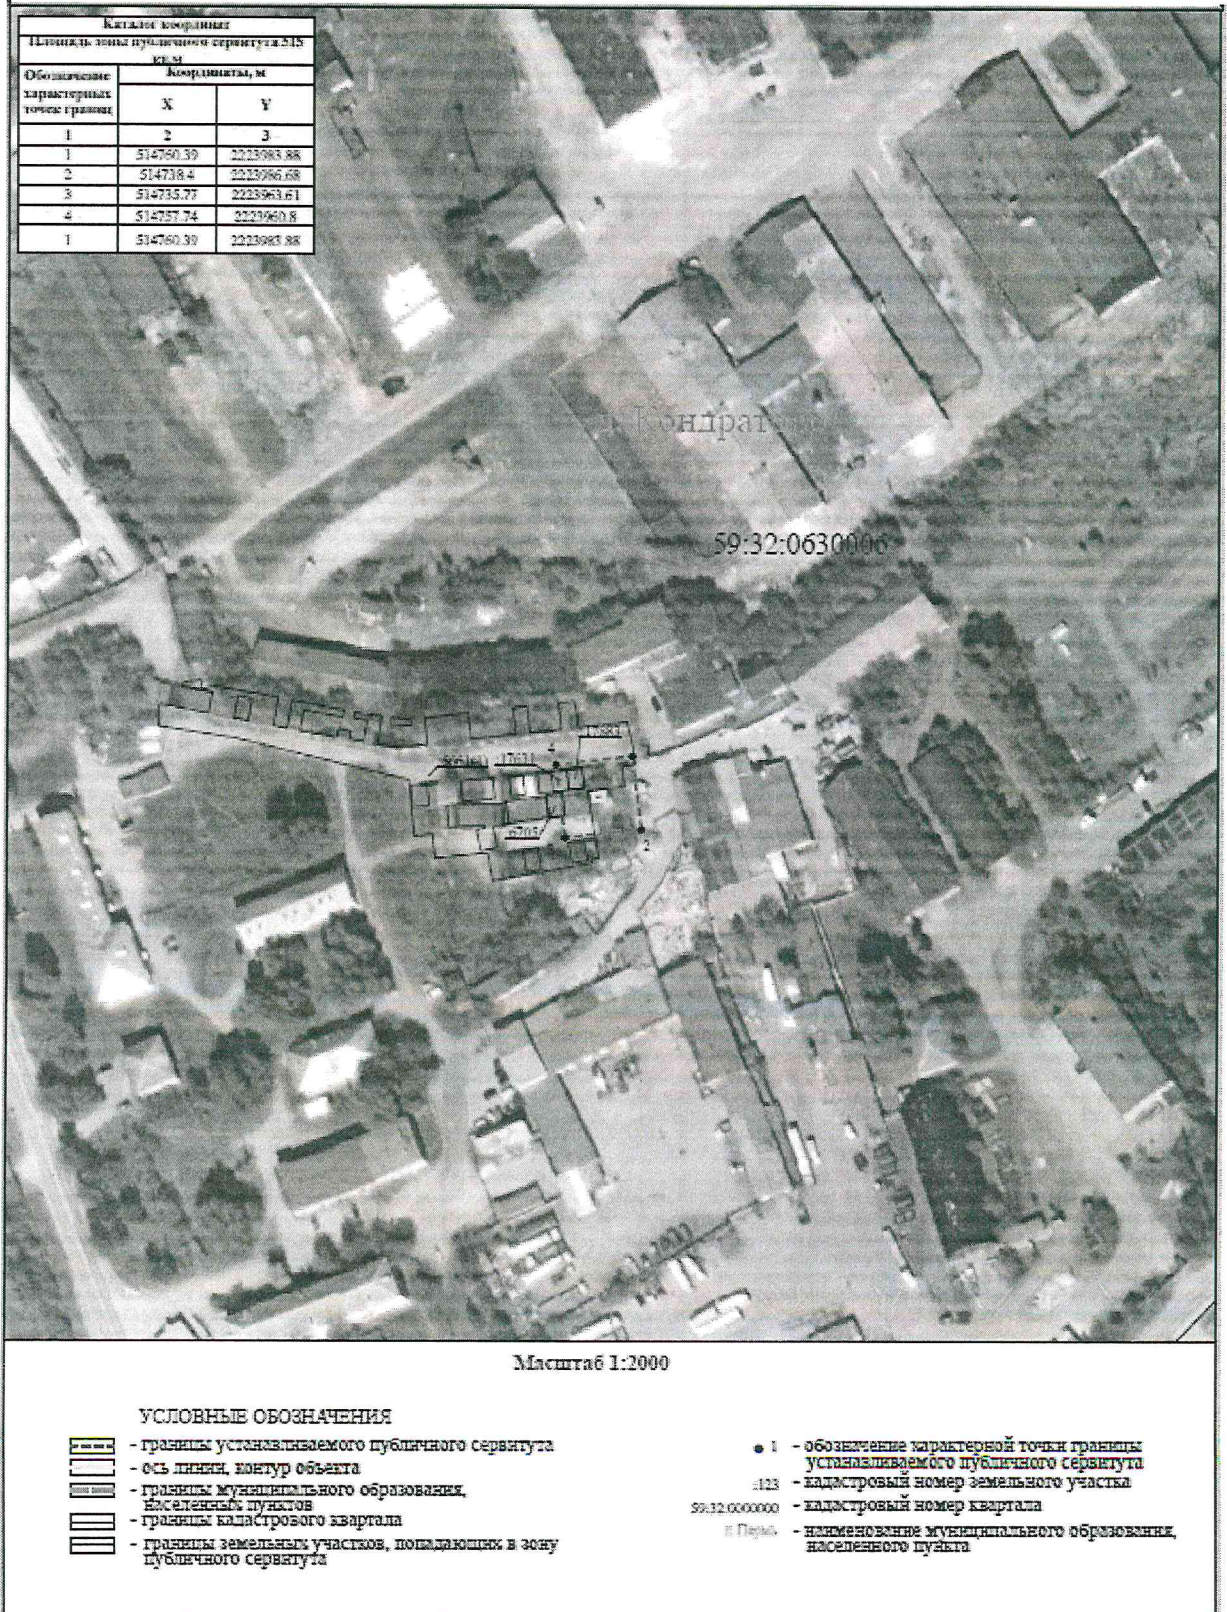 Каталог координат
Площадь зоны публичного сервитута 515
кв.м
Обозначение
характерных
точек границ
Координаты, м
X Y
1 2 3
1 514760.39 2223983.88
2 514738.4 2223986.68
3 514735.77 2223963.61
4 514757.74 2223960.8
1 514760.39 2223983.88
Кондрат
59:32:0630006
4
2
Масштаб 1:2000
УСЛОВНЫЕ ОБОЗНАЧЕНИЯ
- границы устанавливаемого публичного сервитута
- ось линии, контур объекта
- границы муниципального образования,
населенных пунктов
- границы кадастрового квартала
- границы земельных участков, попадающих в зону
публичного сервитута
1 - обозначение характерной точки границы
устанавливаемого публичного сервитута
:123 - кадастровый номер земельного участка
59:32:0000000 - кадастровый номер квартала
г. Пермь - наименование муниципального образования,
населенного пункта